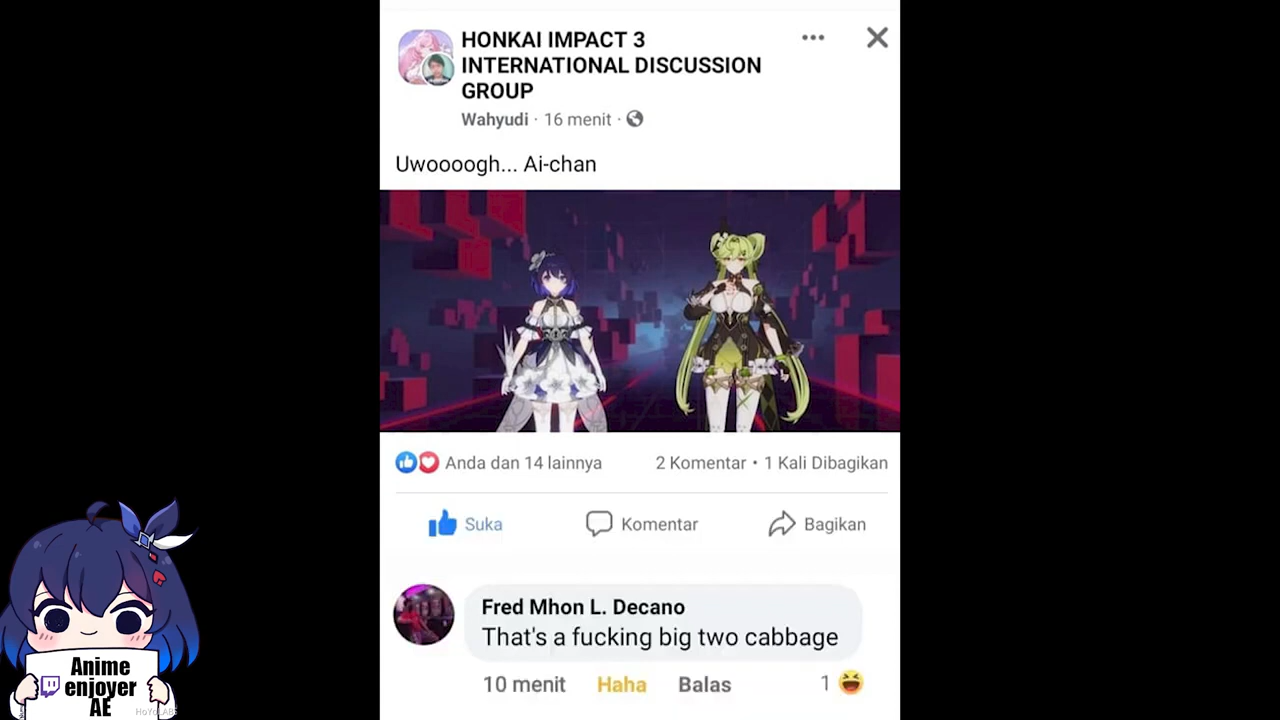 HONKAI IMPACT 3
INTERNATIONAL DISCUSSION
GROUP
Wahyudi · 16 menit ·
Uwoooogh... Ai-chan
Anda dan 14 lainnya
2 Komentar • 1 Kali Dibagikan
Suka
Komentar
Bagikan
Fred Mhon L. Decano
That's a fucking big two cabbage
10 menit
Haha
Balas
1
Anime
enjoyer
AE
HoYoLAB